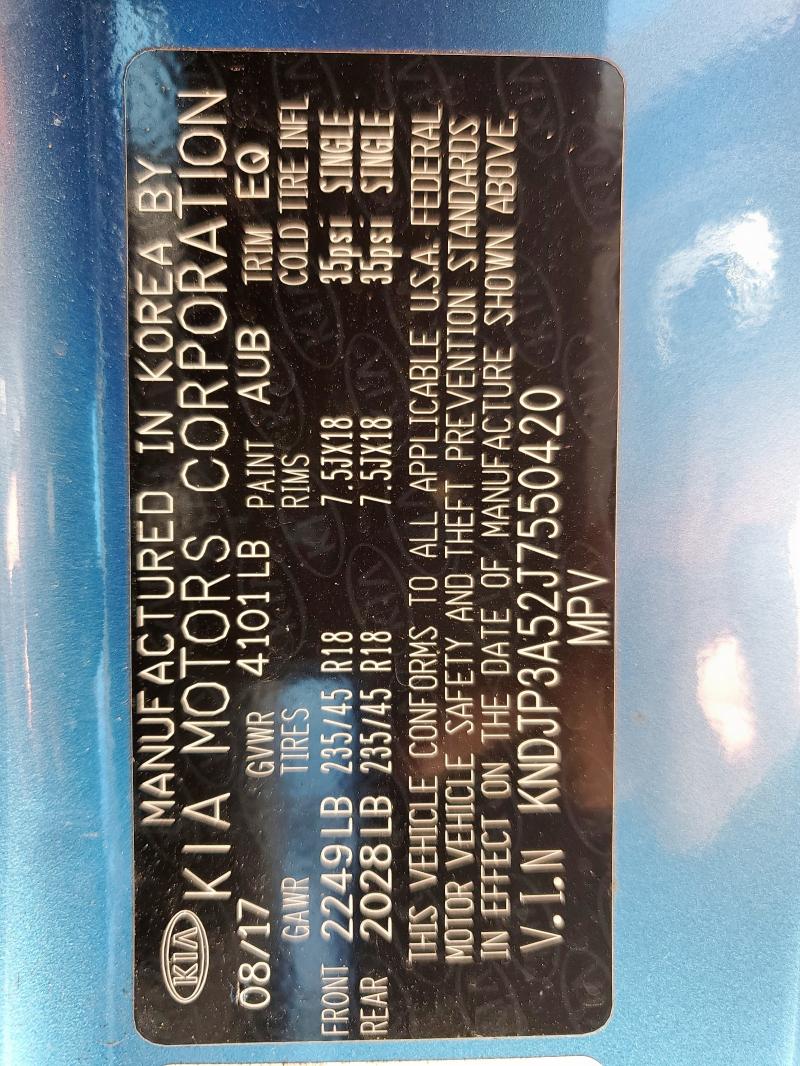 KIA MANUFACTURED IN KOREA BY
KIA MOTORS CORPORATION
08/17 GVWR 4101LB PAINT AUB TRIM EQ
GAWR TIRES RIMS COLD TIRE INFL
FRONT 2249LB 235/45 R18 7.5JX18 35psi SINGLE
REAR 2028LB 235/45 R18 7.5JX18 35psi SINGLE
THIS VEHICLE CONFORMS TO ALL APPLICABLE U.S.A. FEDERAL
MOTOR VEHICLE SAFETY AND THEFT PREVENTION STANDARDS
IN EFFECT ON THE DATE OF MANUFACTURE SHOWN ABOVE.
V.I.N KNDJP3A52J7550420
MPV